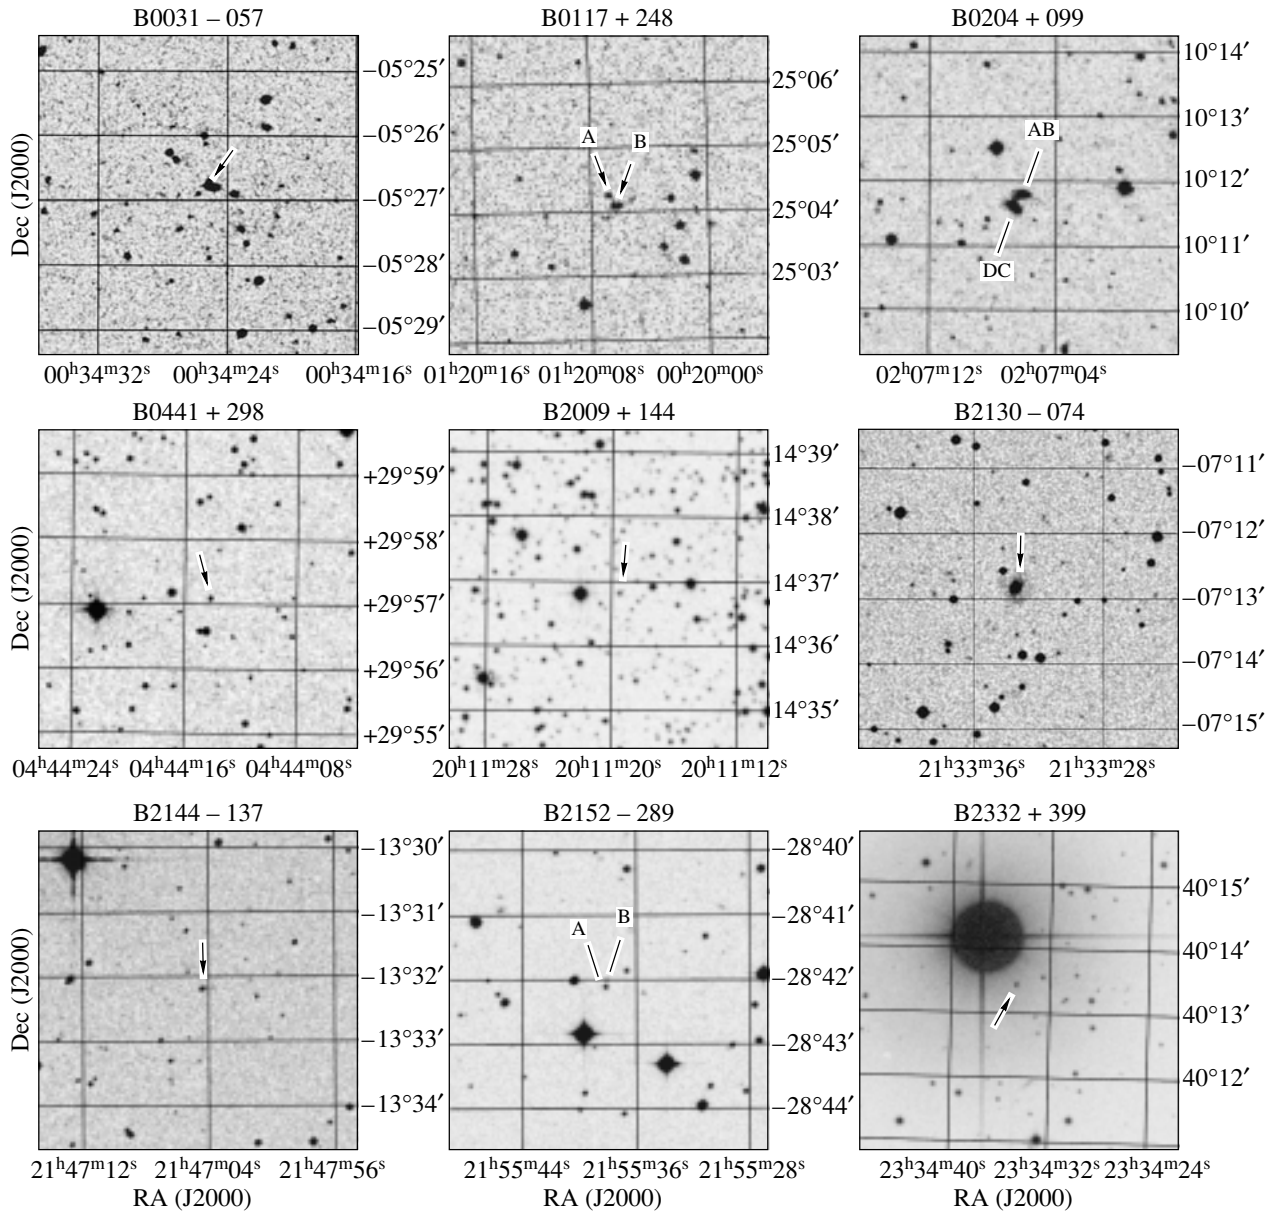 B0031 – 057
B0117 + 248
B0204 + 099
Dec (J2000)
–05°25′
–05°26′
–05°27′
–05°28′
–05°29′
A
B
25°06′
25°05′
25°04′
25°03′
AB
DC
10°14′
10°13′
10°12′
10°11′
10°10′
00ʰ34ᵐ32ˢ 00ʰ34ᵐ24ˢ 00ʰ34ᵐ16ˢ
01ʰ20ᵐ16ˢ 01ʰ20ᵐ08ˢ 00ʰ20ᵐ00ˢ
02ʰ07ᵐ12ˢ 02ʰ07ᵐ04ˢ
B0441 + 298
B2009 + 144
B2130 – 074
Dec (J2000)
+29°59′
+29°58′
+29°57′
+29°56′
+29°55′
14°39′
14°38′
14°37′
14°36′
14°35′
–07°11′
–07°12′
–07°13′
–07°14′
–07°15′
04ʰ44ᵐ24ˢ 04ʰ44ᵐ16ˢ 04ʰ44ᵐ08ˢ
20ʰ11ᵐ28ˢ 20ʰ11ᵐ20ˢ 20ʰ11ᵐ12ˢ
21ʰ33ᵐ36ˢ 21ʰ33ᵐ28ˢ
B2144 – 137
B2152 – 289
B2332 + 399
Dec (J2000)
–13°30′
–13°31′
–13°32′
–13°33′
–13°34′
A
B
–28°40′
–28°41′
–28°42′
–28°43′
–28°44′
40°15′
40°14′
40°13′
40°12′
21ʰ47ᵐ12ˢ 21ʰ47ᵐ04ˢ 21ʰ47ᵐ56ˢ
21ʰ55ᵐ44ˢ 21ʰ55ᵐ36ˢ 21ʰ55ᵐ28ˢ
23ʰ34ᵐ40ˢ 23ʰ34ᵐ32ˢ 23ʰ34ᵐ24ˢ
RA (J2000)
RA (J2000)
RA (J2000)